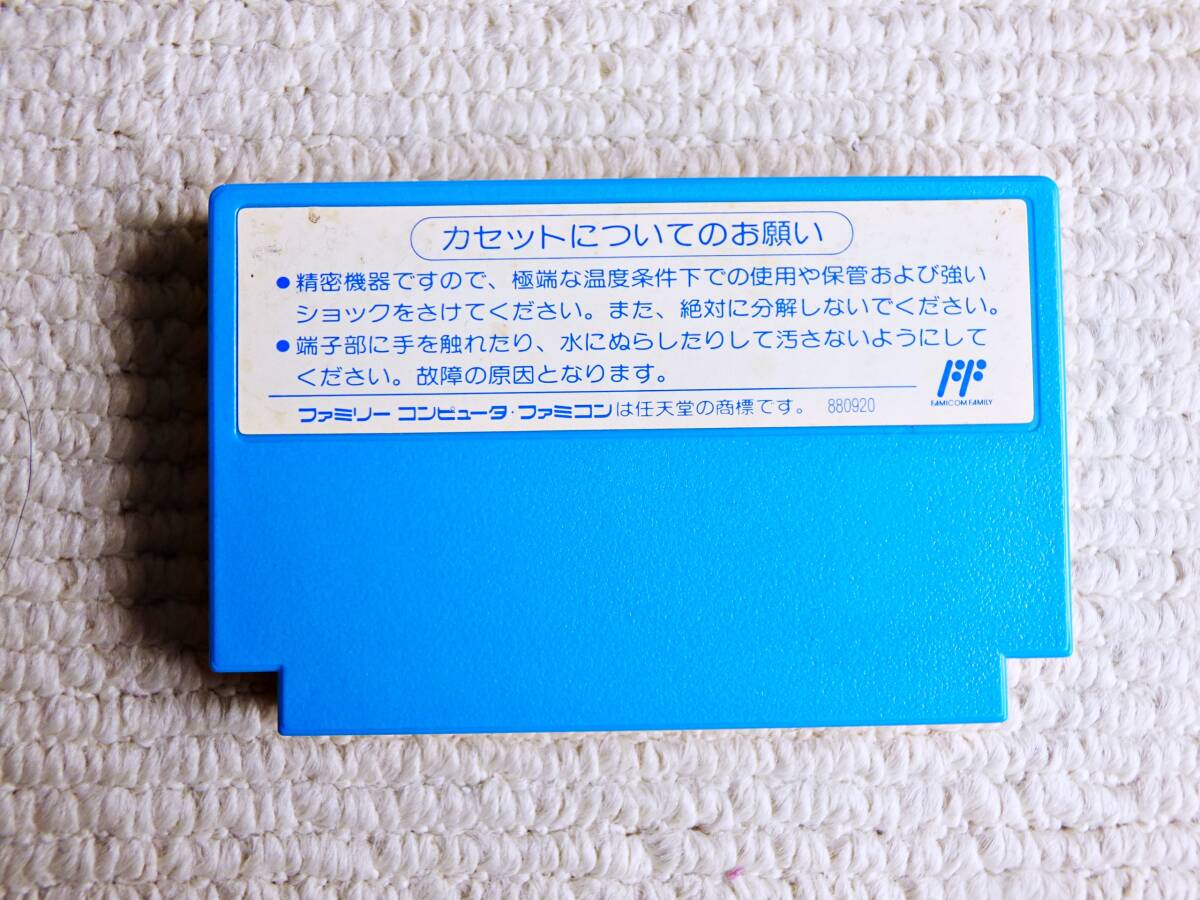 カセットについてのお願い
●精密機器ですので、極端な温度条件下での使用や保管および強い
ショックをさけてください。また、絶対に分解しないでください。
●端子部に手を触れたり、水にぬらしたりして汚さないようにして
ください。故障の原因となります。
FAMICOM FAMILY
ファミリー コンピュータ・ファミコンは任天堂の商標です。 880920